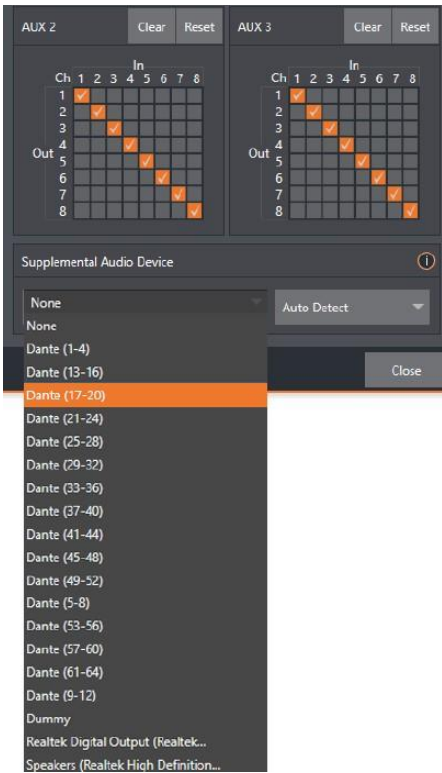 AUX 2 Clear Reset AUX 3 Clear Reset
In In
Ch 1 2 3 4 5 6 7 8 Ch 1 2 3 4 5 6 7 8
1 1
2 2
3 3
Out 4 Out 4
5 5
6 6
7 7
8 8
Supplemental Audio Device
None Auto Detect
None
Dante (1-4)
Dante (13-16) Close
Dante (17-20)
Dante (21-24)
Dante (25-28)
Dante (29-32)
Dante (33-36)
Dante (37-40)
Dante (41-44)
Dante (45-48)
Dante (49-52)
Dante (5-8)
Dante (53-56)
Dante (57-60)
Dante (61-64)
Dante (9-12)
Dummy
Realtek Digital Output (Realtek...
Speakers (Realtek High Definition...